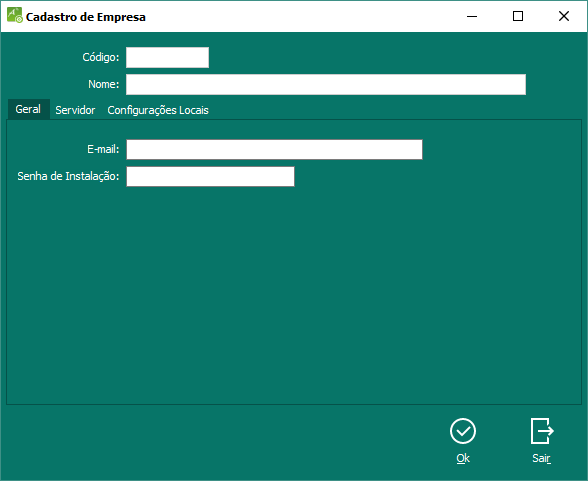 Cadastro de Empresa
Código:
Nome:
Geral Servidor Configurações Locais
E-mail:
Senha de Instalação:
Ok Sair